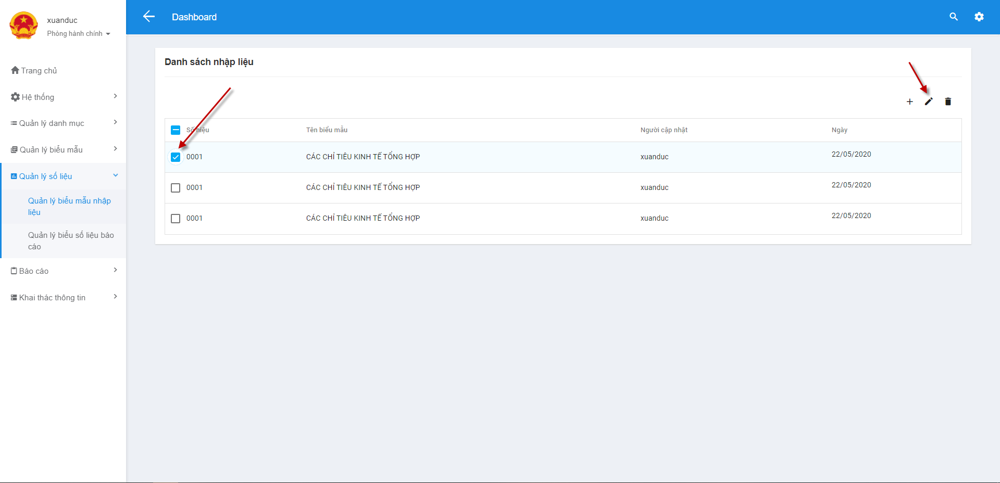 xuanduc
Phòng hành chính
Trang chủ
Hệ thống
Quản lý danh mục
Quản lý biểu mẫu
Quản lý số liệu
Quản lý biểu mẫu nhập
liệu
Quản lý biểu số liệu báo
cáo
Báo cáo
Khai thác thông tin
Dashboard
Danh sách nhập liệu
Số hiệu Tên biểu mẫu Người cập nhật Ngày
0001 CÁC CHỈ TIÊU KINH TẾ TỔNG HỢP xuanduc 22/05/2020
0001 CÁC CHỈ TIÊU KINH TẾ TỔNG HỢP xuanduc 22/05/2020
0001 CÁC CHỈ TIÊU KINH TẾ TỔNG HỢP xuanduc 22/05/2020